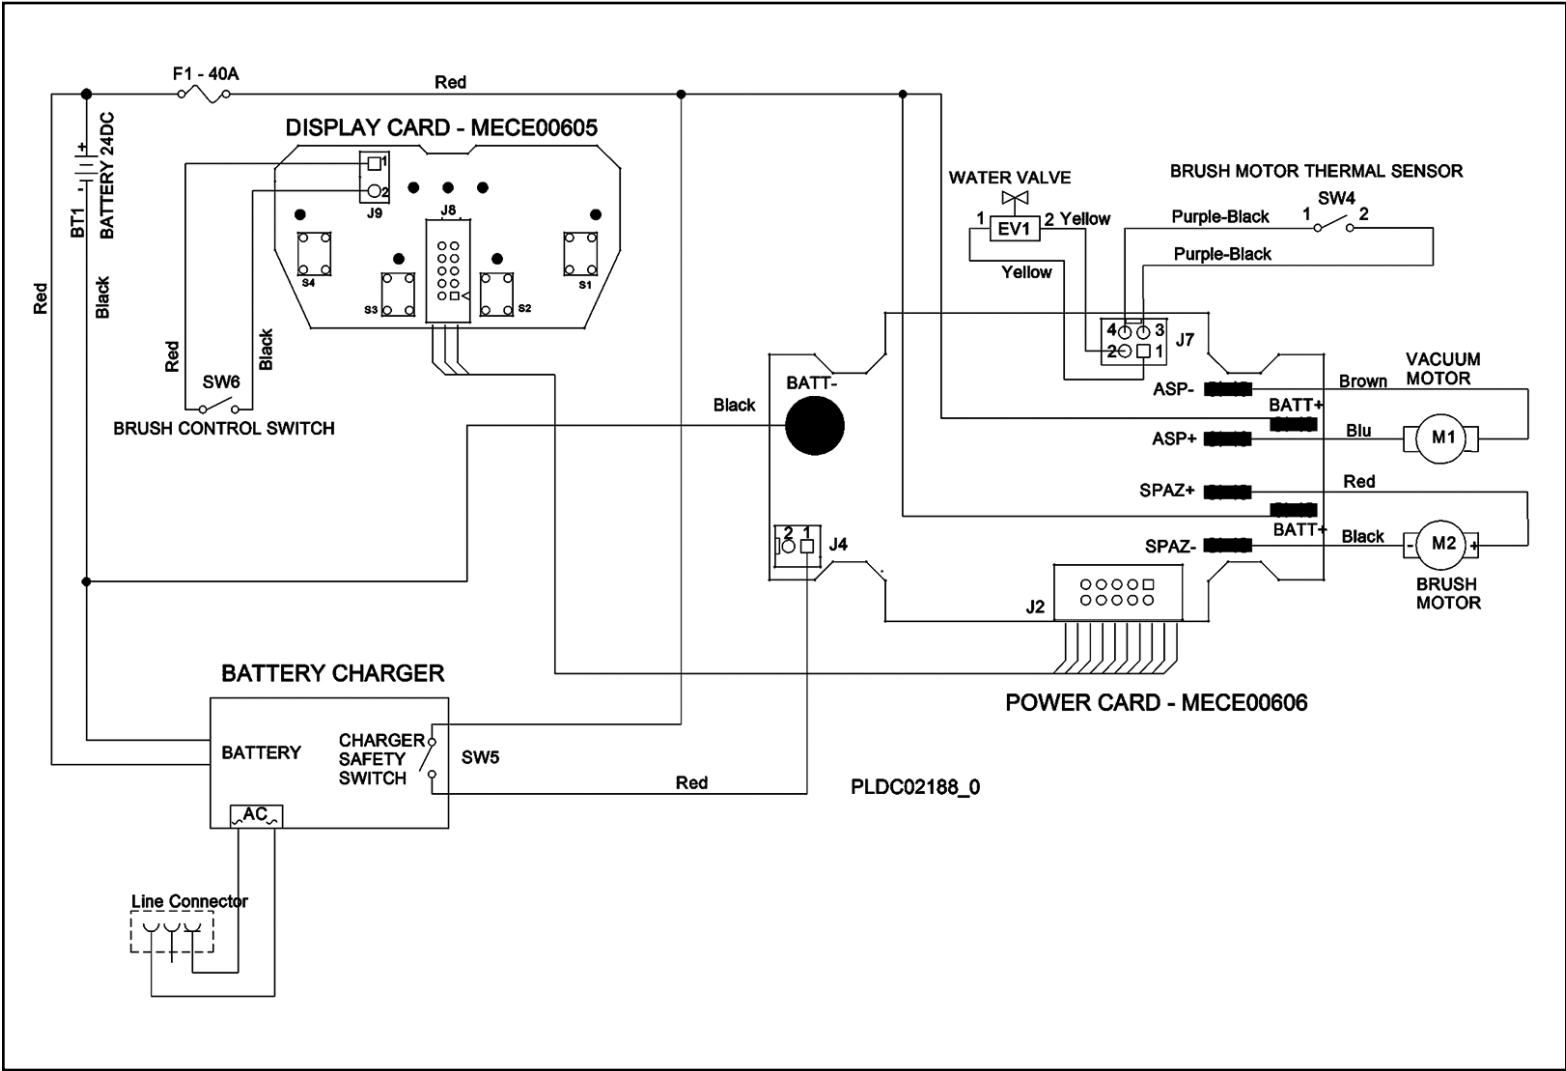 F1 - 40A
Red
DISPLAY CARD - MECE00605
+
-
BT1
BATTERY 24DC
1
2
J9
J8
S4
S3
S2
S1
Red
Black
Red
Black
SW6
BRUSH CONTROL SWITCH
WATER VALVE
1
EV1
2
Yellow
Yellow
BRUSH MOTOR THERMAL SENSOR
SW4
Purple-Black
1
2
Purple-Black
4
3
2
1
J7
BATT-
Black
ASP-
Brown
VACUUM
MOTOR
BATT+
ASP+
Blu
M1
SPAZ+
Red
BATT+
SPAZ-
Black
-
M2
+
BRUSH
MOTOR
2
1
J4
J2
POWER CARD - MECE00606
BATTERY CHARGER
BATTERY
CHARGER
SAFETY
SWITCH
SW5
Red
AC
PLDC02188_0
Line Connector